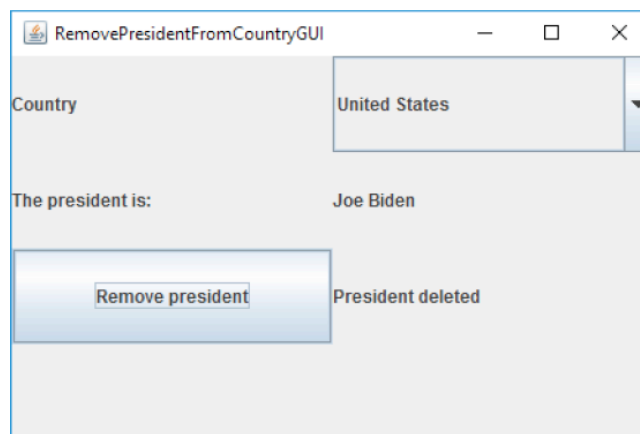 RemovePresidentFromCountryGUI
Country United States
The president is: Joe Biden
Remove president President deleted